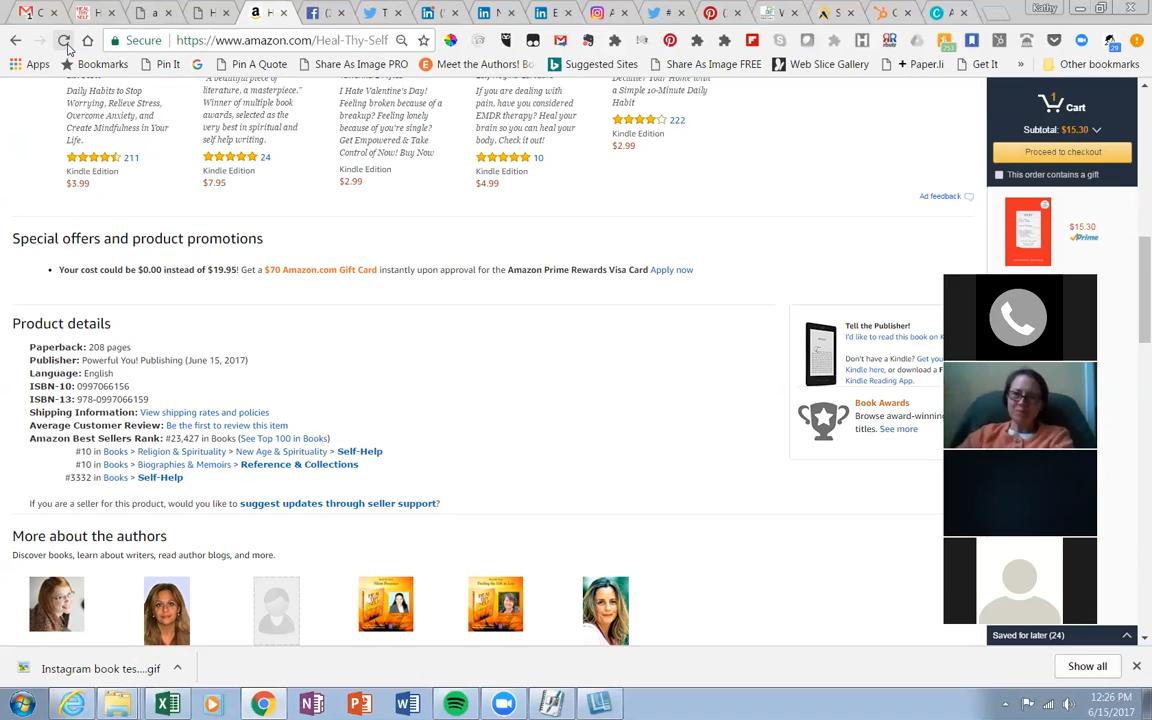 C
H
a
H
H
(2
T
(
N
E
A
#
(
W
S
C
A
Kathy
Secure
https://www.amazon.com/Heal-Thy-Self
Apps
Bookmarks
Pin It
Pin A Quote
Share As Image PRO
Meet the Authors! Bo
Suggested Sites
Share As Image FREE
Web Slice Gallery
+ Paper.li
Get It
»
Other bookmarks
Daily Habits to Stop
Worrying, Relieve Stress,
Overcome Anxiety, and
Create Mindfulness in Your
Life.
211
Kindle Edition
$3.99
"A beautiful piece of
literature, a masterpiece."
Winner of multiple book
awards, selected as the
very best in spiritual and
self help writing.
24
Kindle Edition
$7.95
I Hate Valentine's Day!
Feeling broken because of a
breakup? Feeling lonely
because of you're single?
Get Empowered & Take
Control of Now! Buy Now
Kindle Edition
$2.99
If you are dealing with
pain, have you considered
EMDR therapy? Heal your
brain so you can heal your
body. Check it out!
10
Kindle Edition
$4.99
Declutter Your Home with
a Simple 10-Minute Daily
Habit
222
Kindle Edition
$2.99
Ad feedback
1
Cart
Subtotal: $15.30
Proceed to checkout
This order contains a gift
$15.30
Prime
Special offers and product promotions
• Your cost could be $0.00 instead of $19.95! Get a $70 Amazon.com Gift Card instantly upon approval for the Amazon Prime Rewards Visa Card Apply now
Product details
Paperback: 208 pages
Publisher: Powerful You! Publishing (June 15, 2017)
Language: English
ISBN-10: 0997066156
ISBN-13: 978-0997066159
Shipping Information: View shipping rates and policies
Average Customer Review: Be the first to review this item
Amazon Best Sellers Rank: #23,427 in Books (See Top 100 in Books)
#10 in Books > Religion & Spirituality > New Age & Spirituality > Self-Help
#10 in Books > Biographies & Memoirs > Reference & Collections
#3332 in Books > Self-Help
If you are a seller for this product, would you like to suggest updates through seller support?
Tell the Publisher!
I'd like to read this book on K
Don't have a Kindle? Get you
Kindle here, or download a F
Kindle Reading App.
Book Awards
Browse award-winning
titles. See more
More about the authors
Discover books, learn about writers, read author blogs, and more.
Saved for later (24)
Instagram book tes....gif
Show all
12:26 PM
6/15/2017